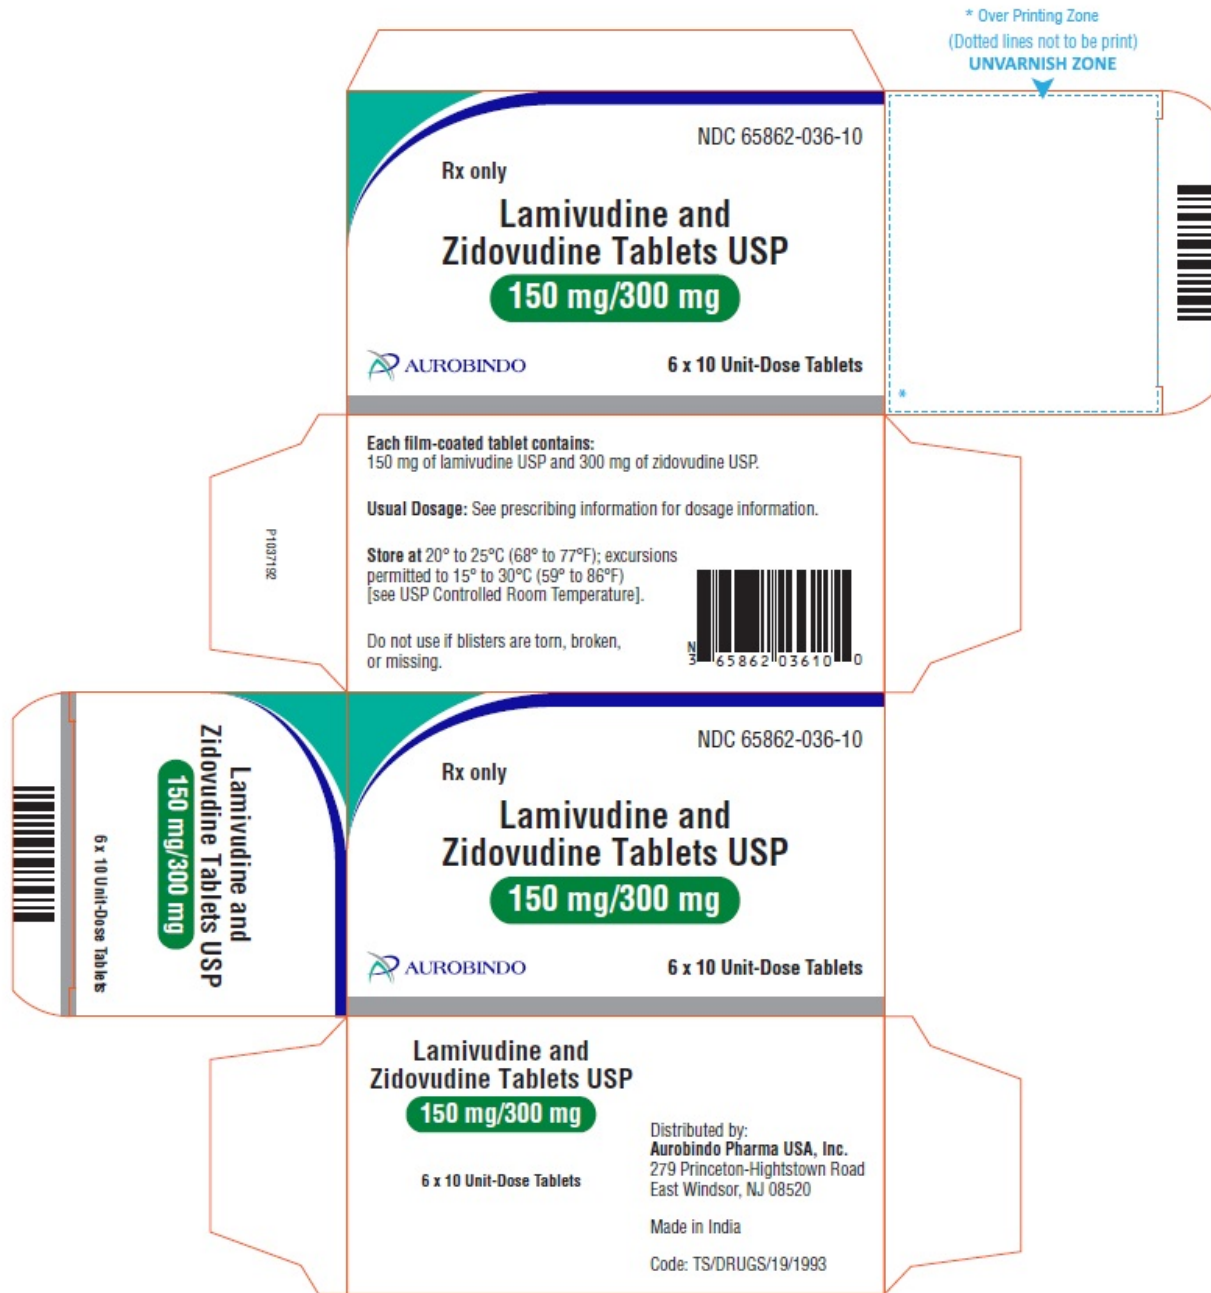 * Over Printing Zone
(Dotted lines not to be print)
UNVARNISH ZONE
NDC 65862-036-10
Rx only
Lamivudine and
Zidovudine Tablets USP
150 mg/300 mg
AUROBINDO
6 x 10 Unit-Dose Tablets
*
Each film-coated tablet contains:
150 mg of lamivudine USP and 300 mg of zidovudine USP.
Usual Dosage: See prescribing information for dosage information.
Store at 20° to 25°C (68° to 77°F); excursions
permitted to 15° to 30°C (59° to 86°F)
[see USP Controlled Room Temperature].
Do not use if blisters are torn, broken,
or missing.
N
3 65862 03610 0
P1037192
Lamivudine and
Zidovudine Tablets USP
150 mg/300 mg
6 x 10 Unit-Dose Tablets
NDC 65862-036-10
Rx only
Lamivudine and
Zidovudine Tablets USP
150 mg/300 mg
AUROBINDO
6 x 10 Unit-Dose Tablets
Lamivudine and
Zidovudine Tablets USP
150 mg/300 mg
6 x 10 Unit-Dose Tablets
Distributed by:
Aurobindo Pharma USA, Inc.
279 Princeton-Hightstown Road
East Windsor, NJ 08520
Made in India
Code: TS/DRUGS/19/1993